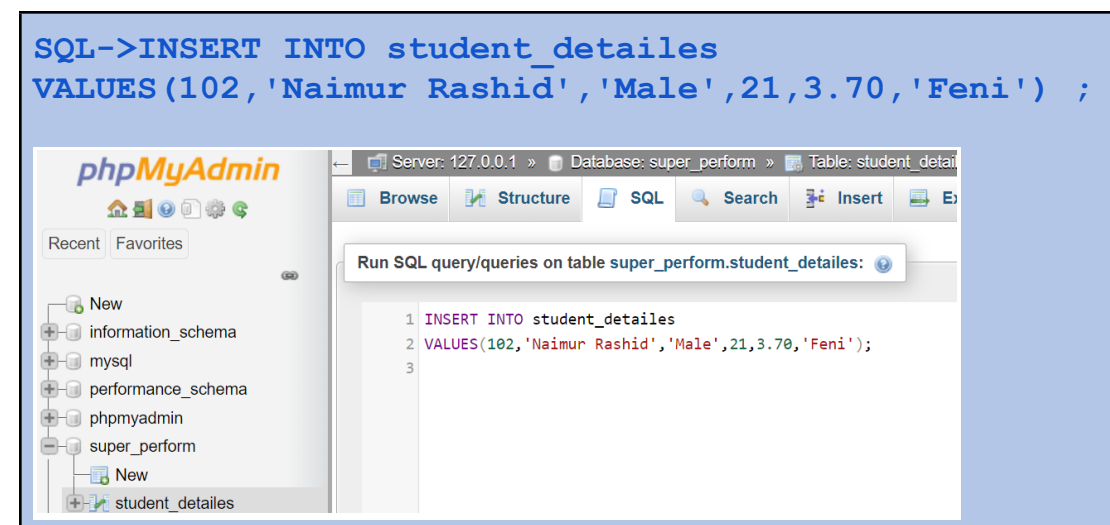 SQL->INSERT INTO student_detailes
VALUES(102,'Naimur Rashid','Male',21,3.70,'Feni') ;
phpMyAdmin
Recent Favorites
New
information_schema
mysql
performance_schema
phpmyadmin
super_perform
New
student_detailes
← Server: 127.0.0.1 » Database: super_perform » Table: student_detail
Browse Structure SQL Search Insert Ex
Run SQL query/queries on table super_perform.student_detailes:
1 INSERT INTO student_detailes
2 VALUES(102,'Naimur Rashid','Male',21,3.70,'Feni');
3